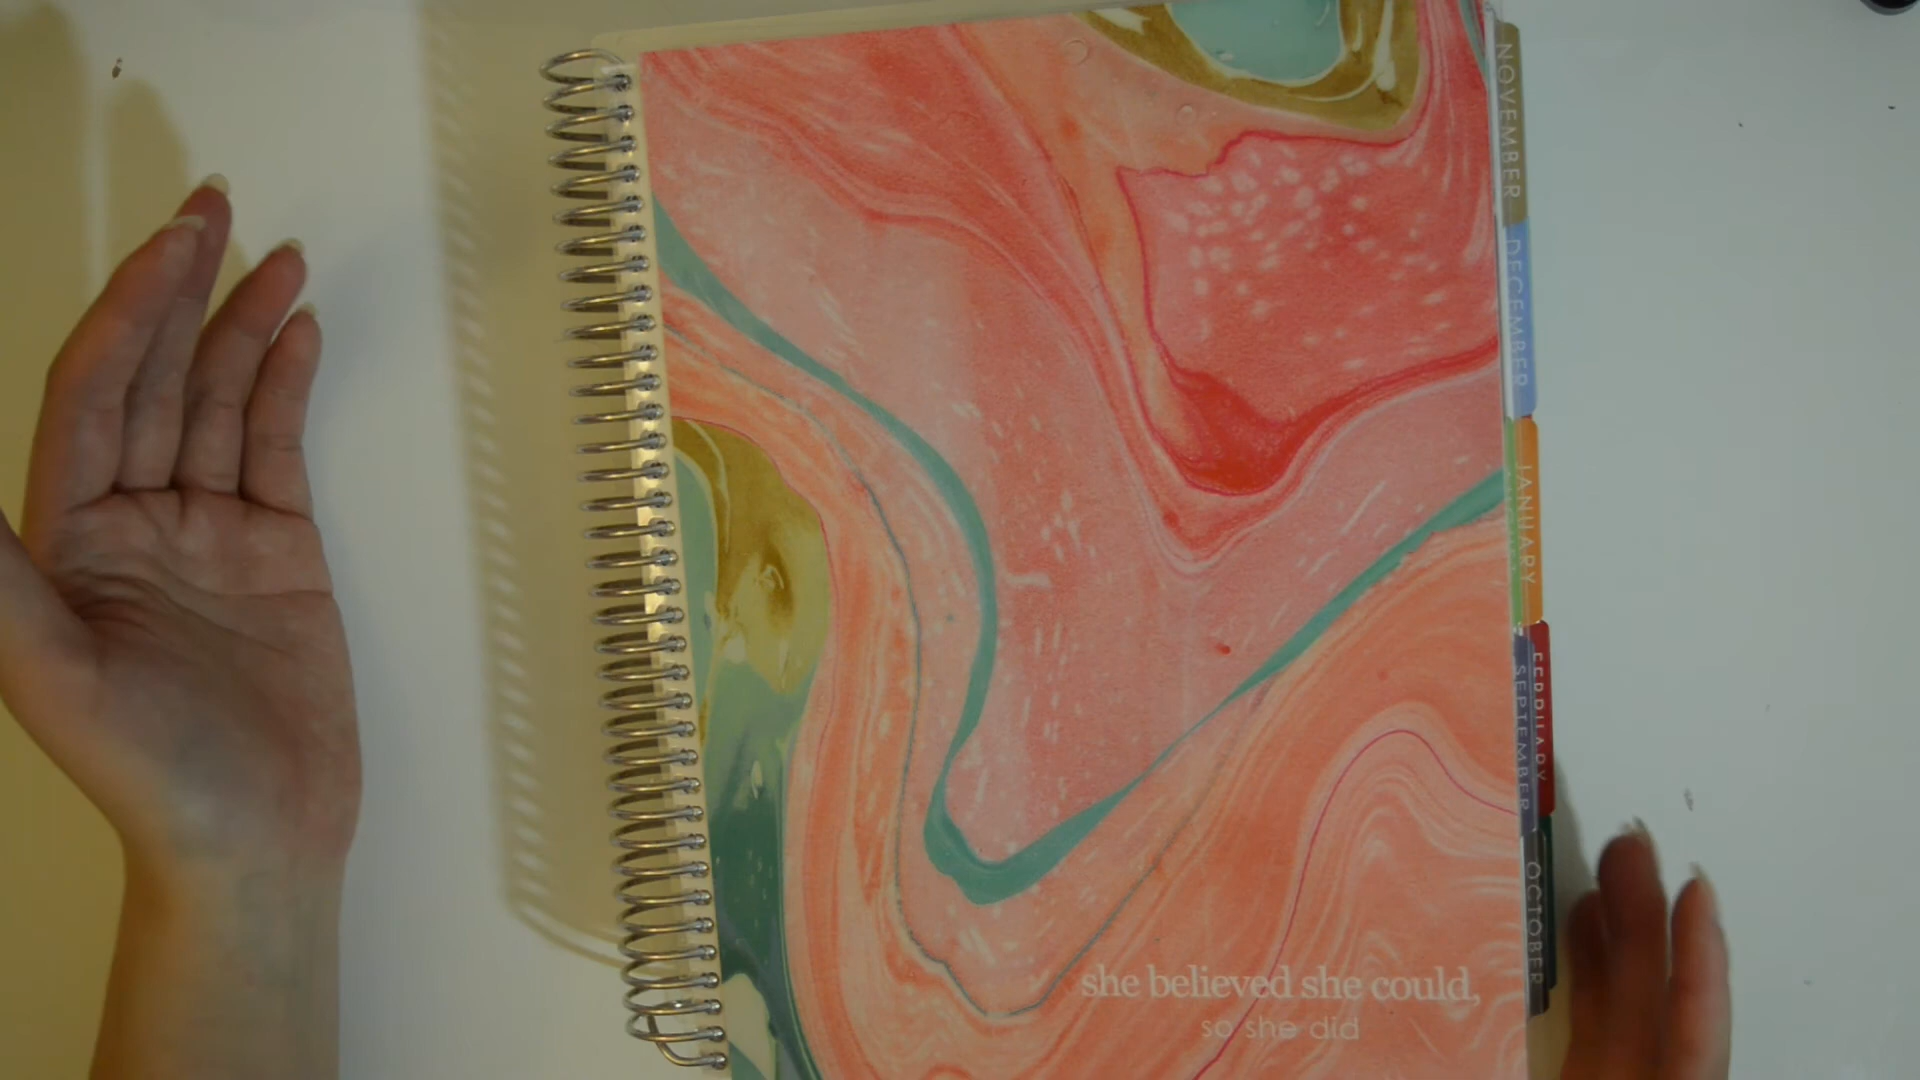 she believed she could,
so she did
NOVEMBER
DECEMBER
JANUARY
FEBRUARY
SEPTEMBER
OCTOBER